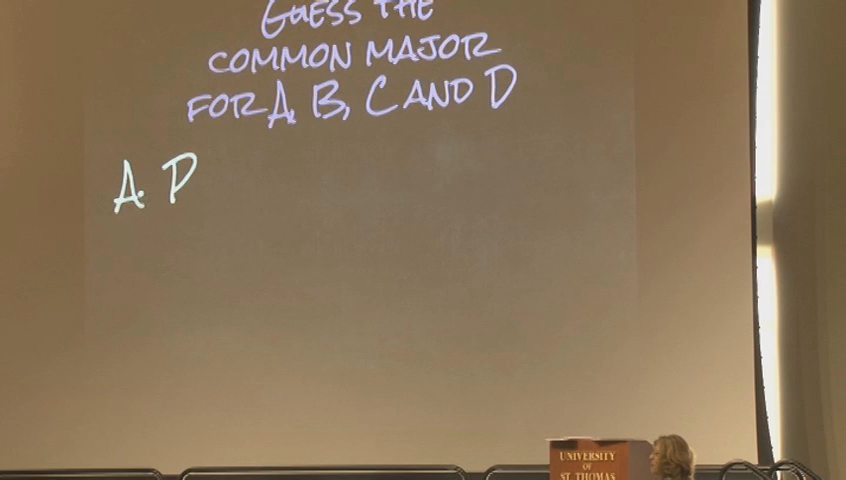 GUESS THE
COMMON MAJOR
FOR A, B, C AND D
A. P
UNIVERSITY
OF
ST. THOMAS